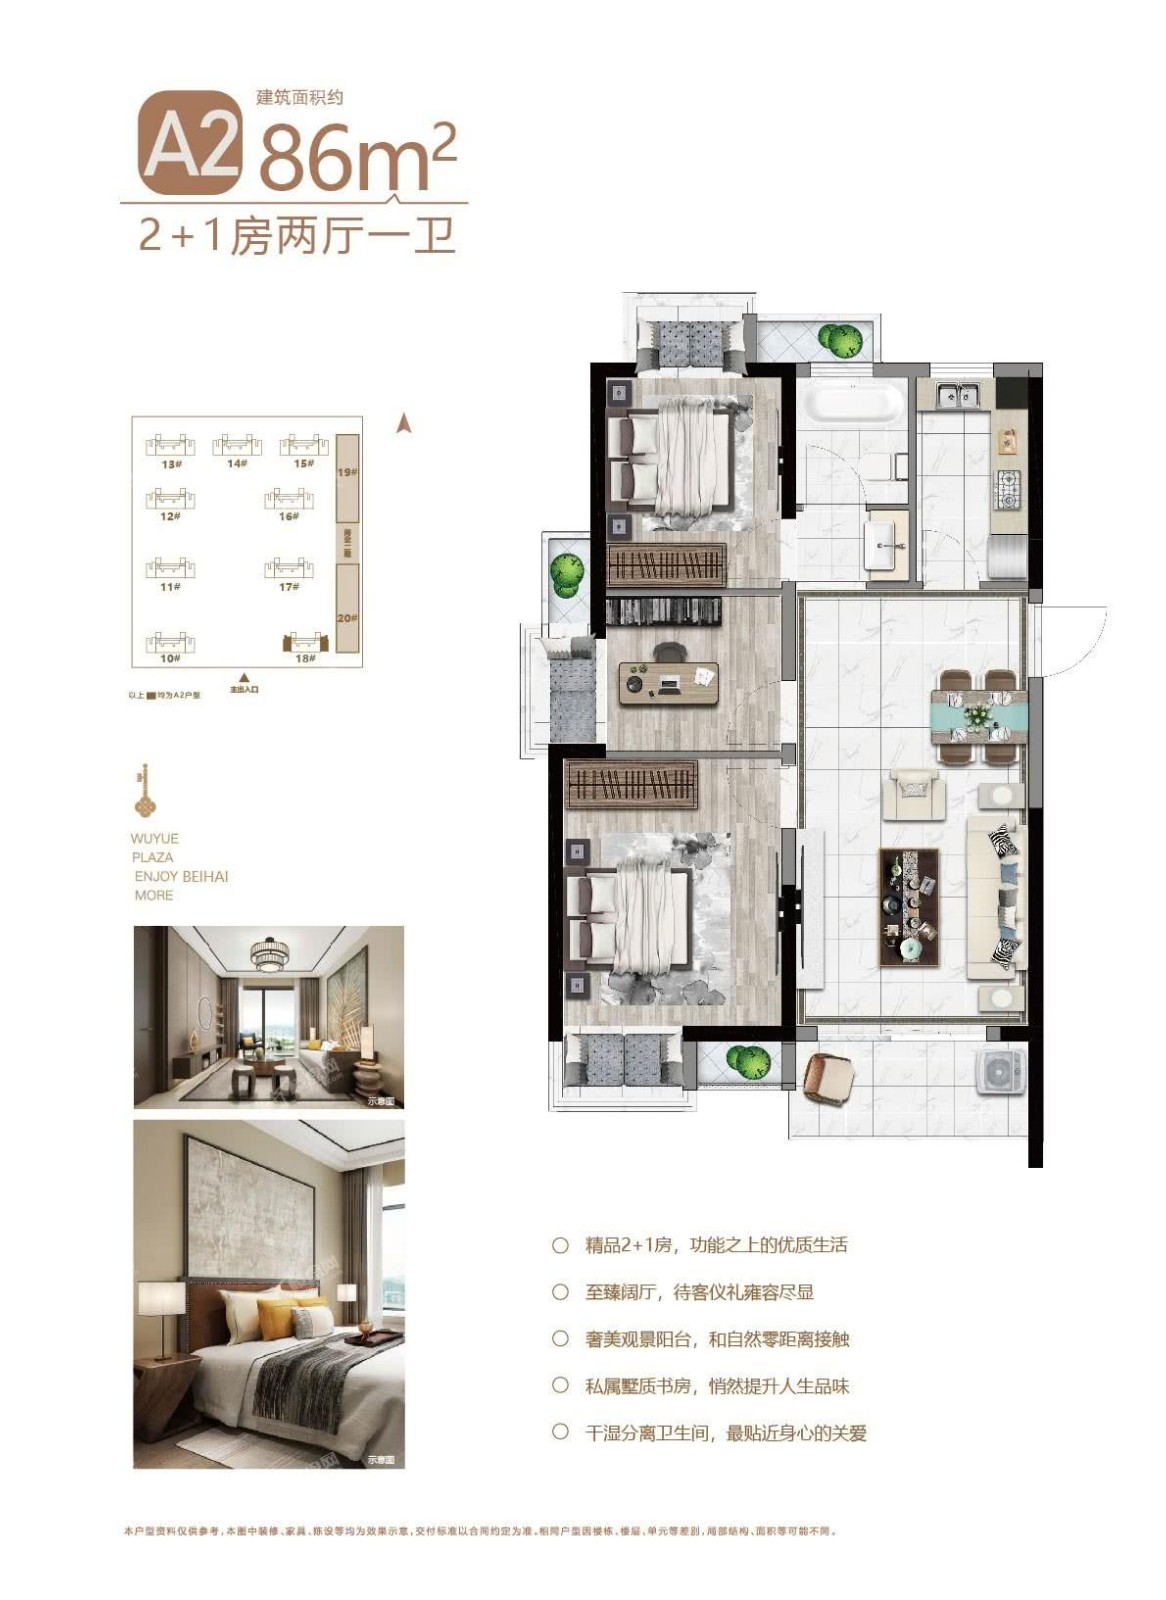 A2
建筑面积约
86m²
2+1房两厅一卫
13#
14#
15#
19#
12#
16#
11#
17#
20#
10#
18#
以上■均为A2户型
主出入口
WUYUE
PLAZA
ENJOY BEIHAI
MORE
示意图
示意图
精品2+1房，功能之上的优质生活
至臻阔厅，待客仪礼雍容尽显
奢美观景阳台，和自然零距离接触
私属墅质书房，悄然提升人生品味
干湿分离卫生间，最贴近身心的关爱
本户型资料仅供参考，本图中装修、家具、陈设等均为效果示意，交付标准以合同约定为准。相同户型因楼栋、楼层、单元等差别，局部结构、面积等可能不同。